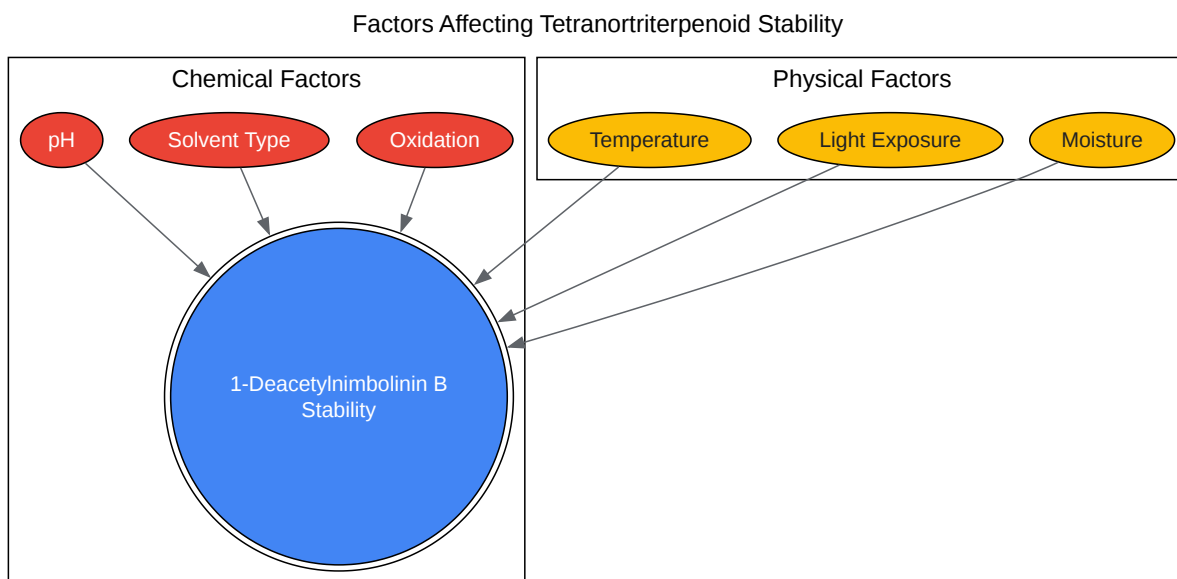 Factors Affecting Tetranortriterpenoid Stability
Chemical Factors
Physical Factors
pH
Solvent Type
Oxidation
Temperature
Light Exposure
Moisture
1-Deacetylnimbolinin B
Stability